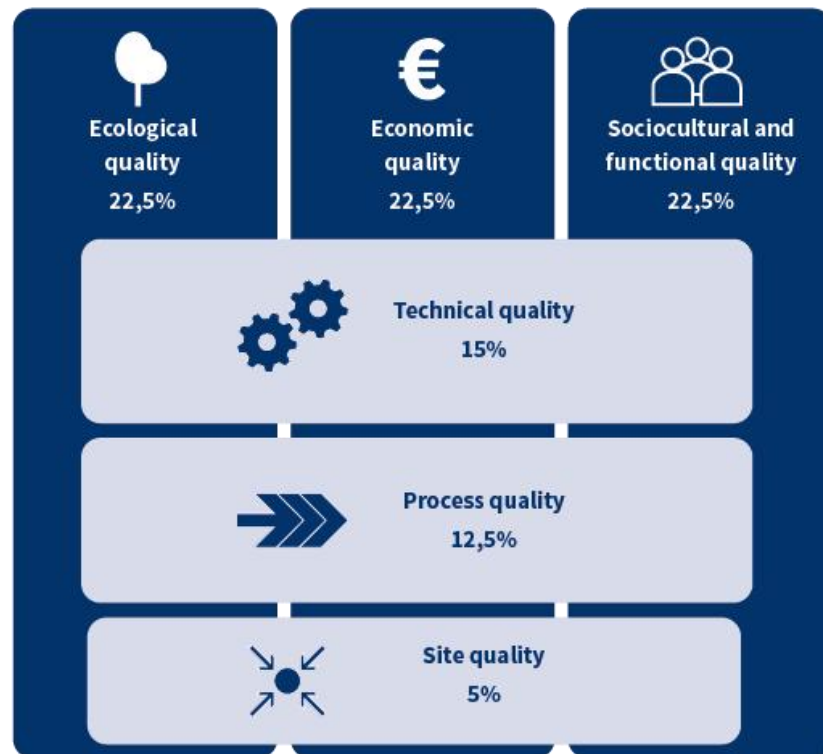 Ecological
quality
22,5%
€
Economic
quality
22,5%
Sociocultural and
functional quality
22,5%
Technical quality
15%
Process quality
12,5%
Site quality
5%